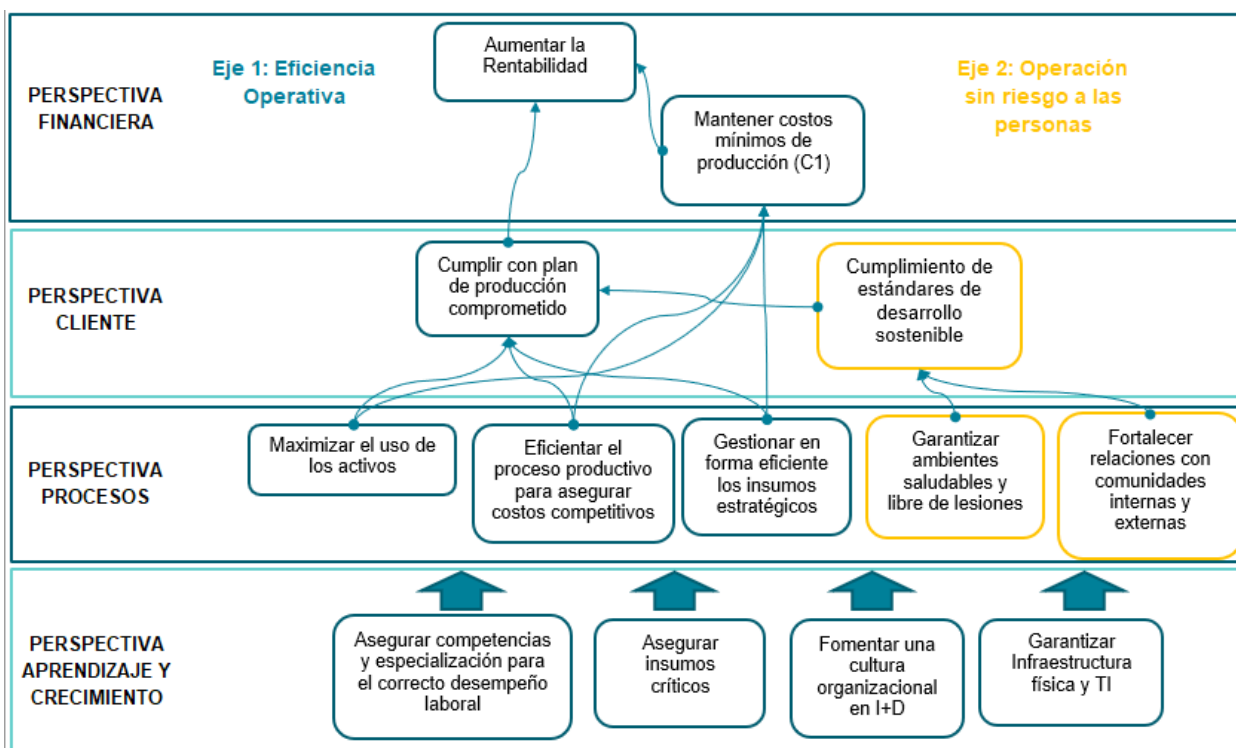 Aumentar la
Rentabilidad
Eje 1: Eficiencia
Operativa
Eje 2: Operación
sin riesgo a las
personas
PERSPECTIVA
FINANCIERA
Mantener costos
mínimos de
producción (C1)
PERSPECTIVA
CLIENTE
Cumplir con plan
de producción
comprometido
Cumplimiento de
estándares de
desarrollo
sostenible
PERSPECTIVA
PROCESOS
Maximizar el uso de
los activos
Eficientar el
proceso productivo
para asegurar
costos competitivos
Gestionar en
forma eficiente
los insumos
estratégicos
Garantizar
ambientes
saludables y
libre de lesiones
Fortalecer
relaciones con
comunidades
internas y
externas
PERSPECTIVA
APRENDIZAJE Y
CRECIMIENTO
Asegurar competencias
y especialización para
el correcto desempeño
laboral
Asegurar
insumos
críticos
Fomentar una
cultura
organizacional
en I+D
Garantizar
Infraestructura
física y TI